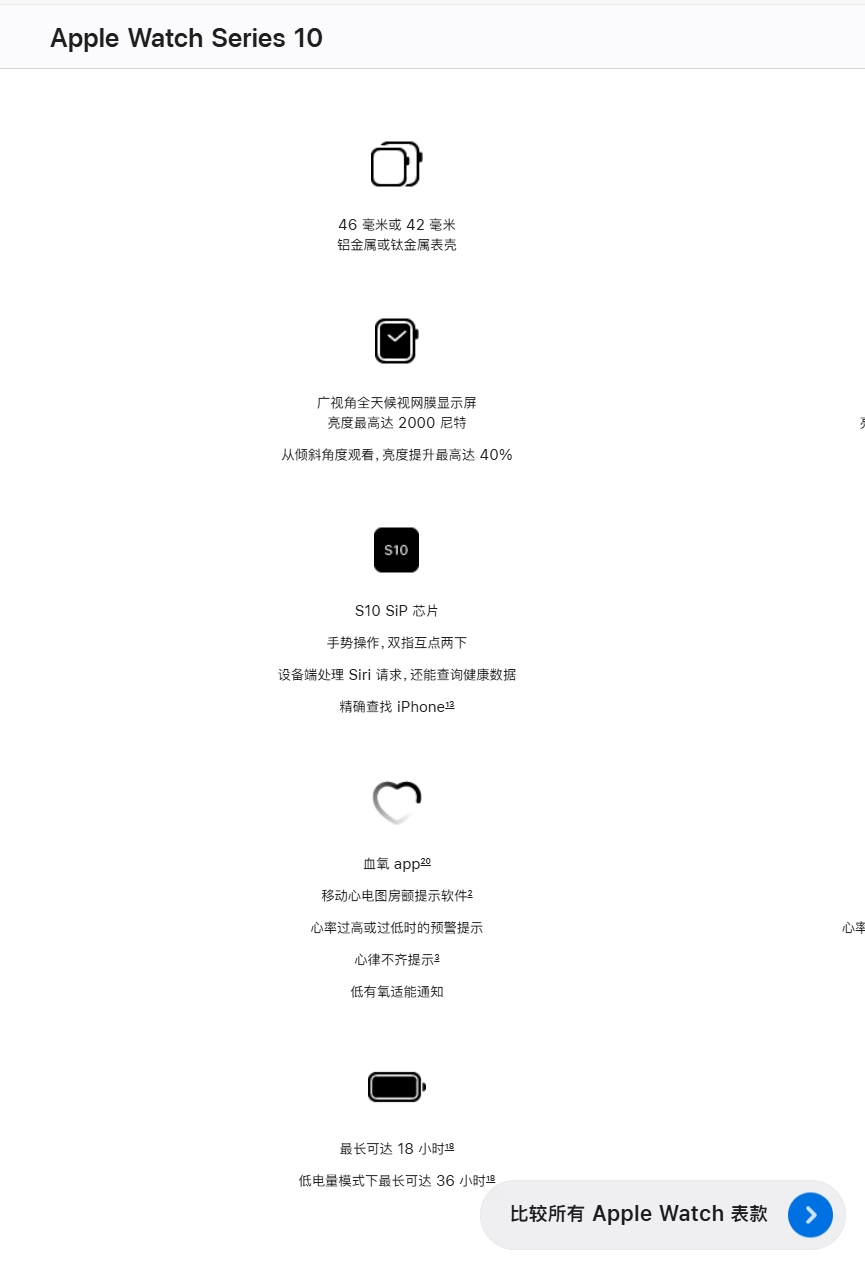 Apple Watch Series 10
46 毫米或 42 毫米
铝金属或钛金属表壳
广视角全天候视网膜显示屏
亮度最高达 2000 尼特
从倾斜角度观看，亮度提升最高达 40%
S10
S10 SiP 芯片
手势操作，双指互点两下
设备端处理 Siri 请求，还能查询健康数据
精确查找 iPhone¹³
血氧 app²⁰
移动心电图房颤提示软件²
心率过高或过低时的预警提示
心率
心律不齐提示³
低有氧适能通知
最长可达 18 小时¹⁸
低电量模式下最长可达 36 小时¹⁸
比较所有 Apple Watch 表款